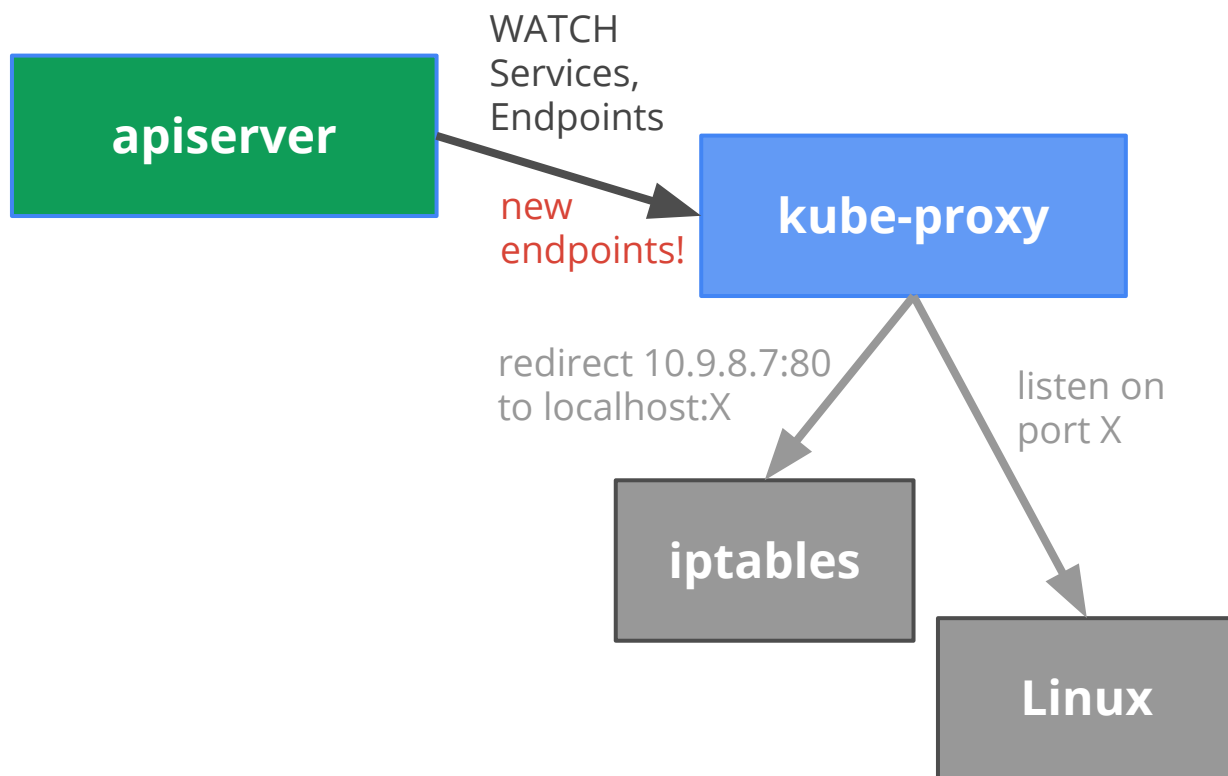 WATCH
Services,
Endpoints
apiserver
new
endpoints!
kube-proxy
redirect 10.9.8.7:80
to localhost:X
listen on
port X
iptables
Linux